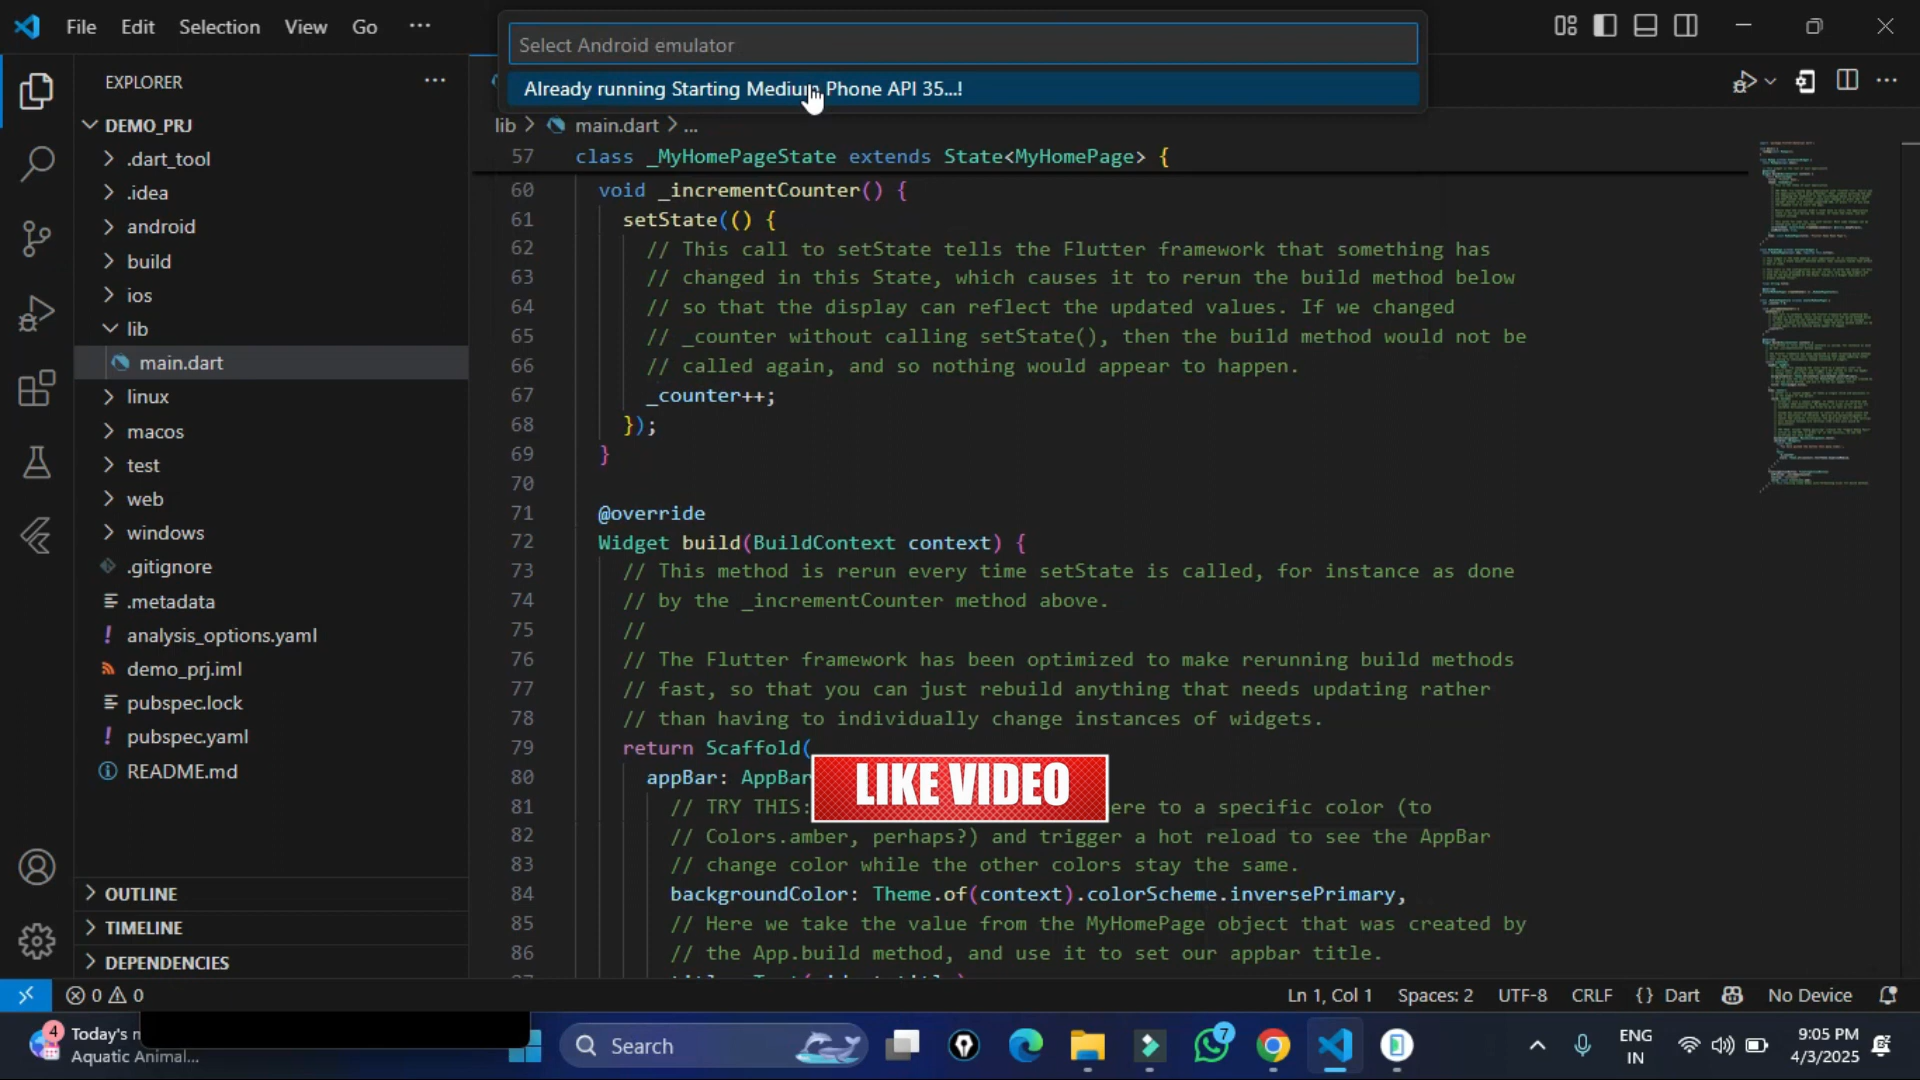 File Edit Selection View Go ...
Select Android emulator
Already running Starting Medium Phone API 35...!
EXPLORER
DEMO_PRJ
.dart_tool
.idea
android
build
ios
lib
main.dart
linux
macos
test
web
windows
.gitignore
.metadata
analysis_options.yaml
demo_prj.iml
pubspec.lock
pubspec.yaml
README.md
OUTLINE
TIMELINE
DEPENDENCIES
lib > main.dart > ...
57 class _MyHomePageState extends State<MyHomePage> {
60 void _incrementCounter() {
61 setState(() {
62 // This call to setState tells the Flutter framework that something has
63 // changed in this State, which causes it to rerun the build method below
64 // so that the display can reflect the updated values. If we changed
65 // _counter without calling setState(), then the build method would not be
66 // called again, and so nothing would appear to happen.
67 _counter++;
68 });
69 }
70
71 @override
72 Widget build(BuildContext context) {
73 // This method is rerun every time setState is called, for instance as done
74 // by the _incrementCounter method above.
75 //
76 // The Flutter framework has been optimized to make rerunning build methods
77 // fast, so that you can just rebuild anything that needs updating rather
78 // than having to individually change instances of widgets.
79 return Scaffold(
80 appBar: AppBar
LIKE VIDEO
81 // TRY THIS: ere to a specific color (to
82 // Colors.amber, perhaps?) and trigger a hot reload to see the AppBar
83 // change color while the other colors stay the same.
84 backgroundColor: Theme.of(context).colorScheme.inversePrimary,
85 // Here we take the value from the MyHomePage object that was created by
86 // the App.build method, and use it to set our appbar title.
0 0
Ln 1, Col 1 Spaces: 2 UTF-8 CRLF {} Dart No Device
4
Today's
Aquatic Animal...
Search
7
ENG
IN
9:05 PM
4/3/2025